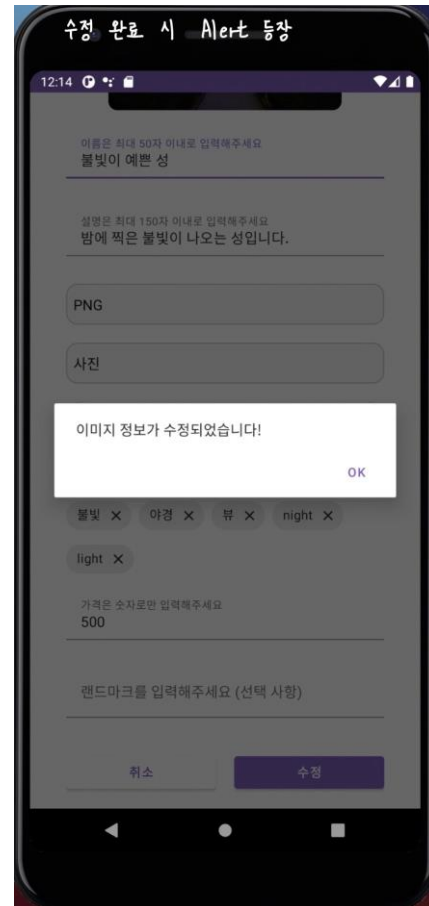 수정 완료 시 Alert 등장
12:14
이름은 최대 50자 이내로 입력해주세요
불빛이 예쁜 성
설명은 최대 150자 이내로 입력해주세요
밤에 찍은 불빛이 나오는 성입니다.
PNG
사진
이미지 정보가 수정되었습니다!
OK
불빛 야경 뷰 night
light
가격은 숫자로만 입력해주세요
500
랜드마크를 입력해주세요 (선택 사항)
취소 수정